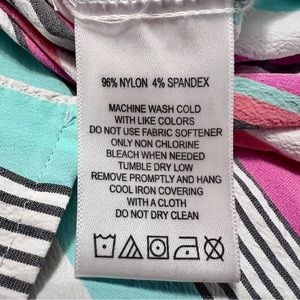 96% NYLON 4% SPANDEX
MACHINE WASH COLD
WITH LIKE COLORS
DO NOT USE FABRIC SOFTENER
ONLY NON CHLORINE
BLEACH WHEN NEEDED
TUMBLE DRY LOW
REMOVE PROMPTLY AND HANG
COOL IRON COVERING
WITH A CLOTH
DO NOT DRY CLEAN